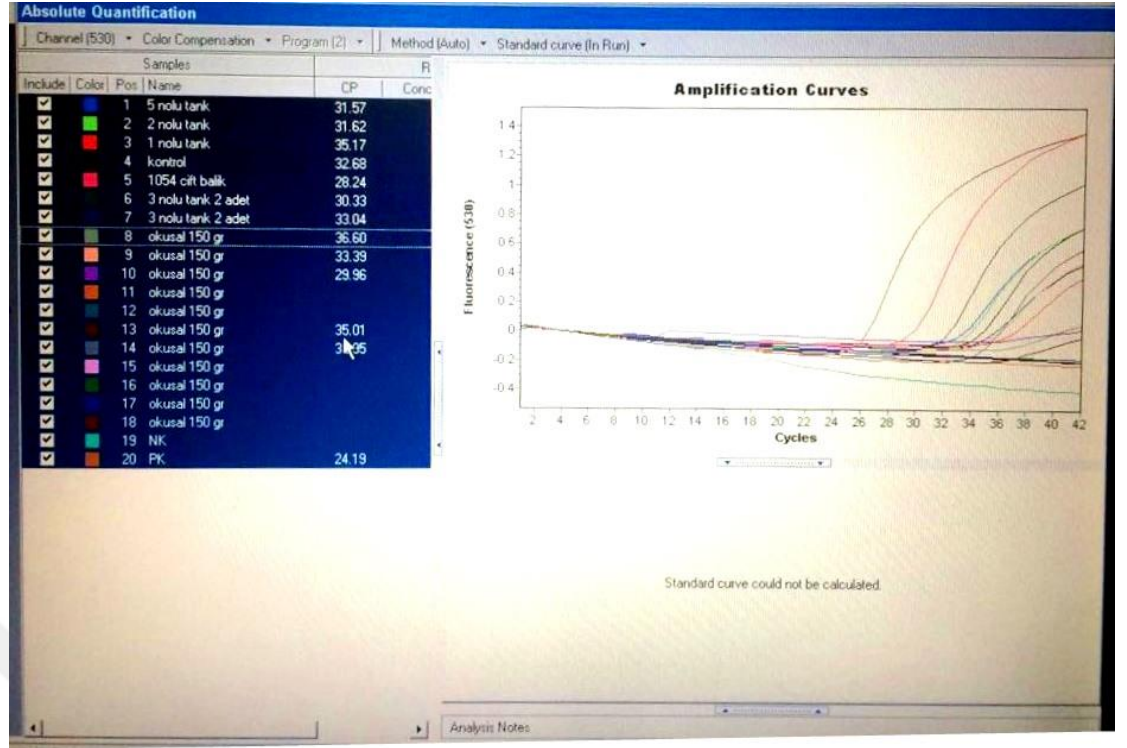 Absolute Quantification
Channel (530) Color Compensation Program (2) Method (Auto) Standard curve (In Run)
Samples R
Include Color Pos Name CP Conc
1 5 nolu tank 31.57
2 2 nolu tank 31.62
3 1 nolu tank 35.17
4 kontrol 32.68
5 1054 cift balik 28.24
6 3 nolu tank 2 adet 30.33
7 3 nolu tank 2 adet 33.04
8 okusal 150 gr 36.60
9 okusal 150 gr 33.39
10 okusal 150 gr 29.96
11 okusal 150 gr
12 okusal 150 gr
13 okusal 150 gr 35.01
14 okusal 150 gr
15 okusal 150 gr
16 okusal 150 gr
17 okusal 150 gr
18 okusal 150 gr
19 NK
20 PK 24.19
Amplification Curves
Fluorescence (538)
1.4
1.2
1
0.8
0.6
0.4
0.2
0
-0.2
-0.4
2 4 6 8 10 12 14 16 18 20 22 24 26 28 30 32 34 36 38 40 42
Cycles
Standard curve could not be calculated.
Analysis Notes